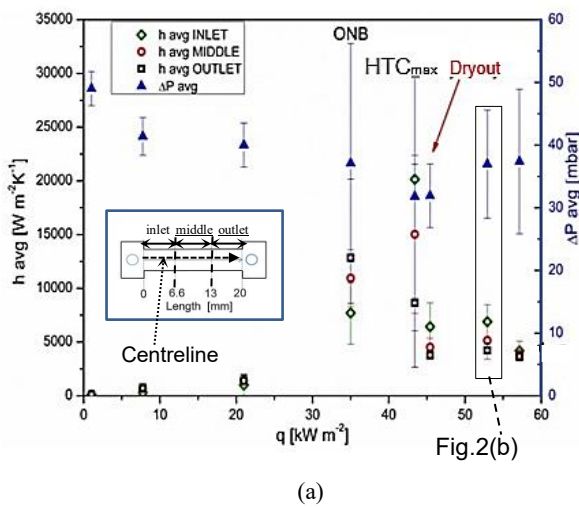 ONB
60
35000
h avg INLET
h avg MIDDLE
h avg OUTLET
ΔP avg
HTCmax Dryout
30000
50
25000
40
20000
30
15000
20
10000
10
5000
0
0
h avg [W m⁻²K⁻¹]
ΔP avg [mbar]
inlet middle outlet
0 6.6 13 20
Length [mm]
Centreline
0 10 20 30 40 50 60
q [kW m⁻²]
Fig.2(b)
(a)